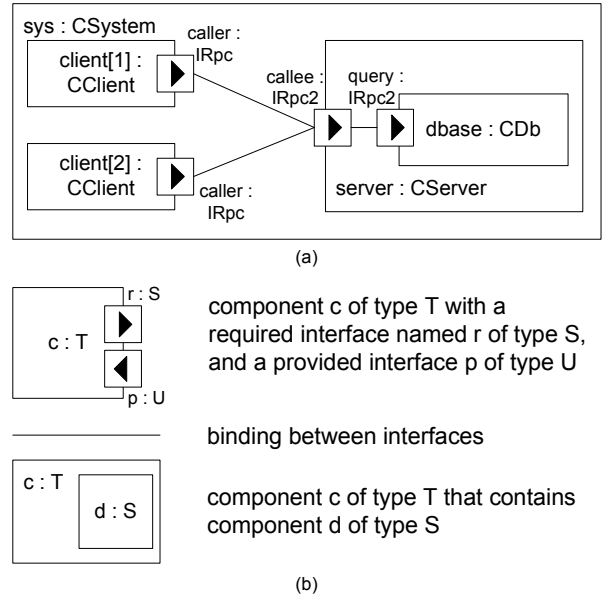 sys : CSystem
client[1] :
CClient
caller :
IRpc
callee :
IRpc2
query :
IRpc2
dbase : CDb
client[2] :
CClient
caller :
IRpc
server : CServer
(a)
r : S
c : T
p : U
component c of type T with a
required interface named r of type S,
and a provided interface p of type U
binding between interfaces
c : T
d : S
component c of type T that contains
component d of type S
(b)